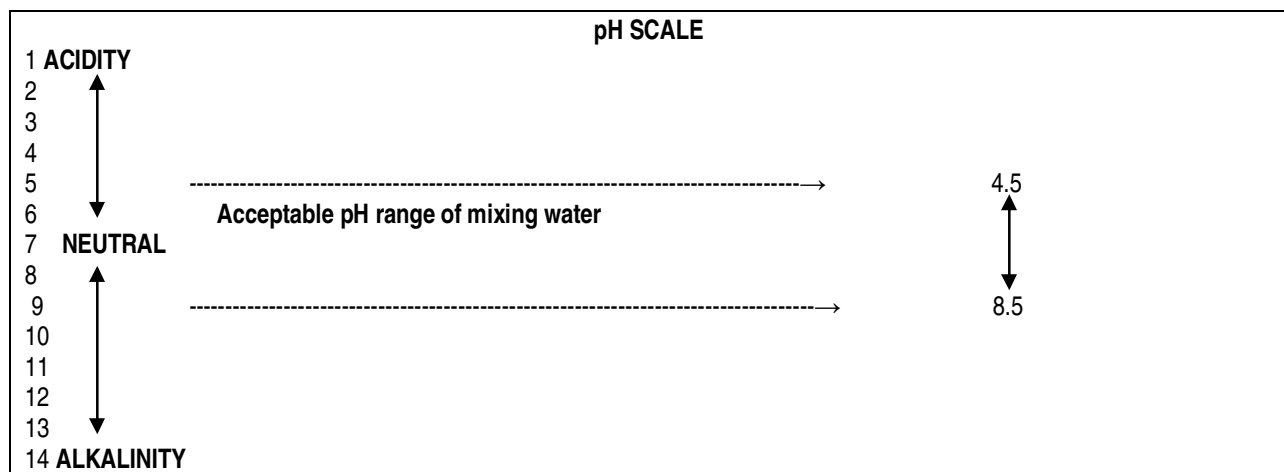 pH SCALE
1 ACIDITY
2
3
4
5 --------------------------------------------------------------------------------→ 4.5
6 Acceptable pH range of mixing water
7 NEUTRAL
8
9 ---------------------------------------------------------------------------------→ 8.5
10
11
12
13
14 ALKALINITY